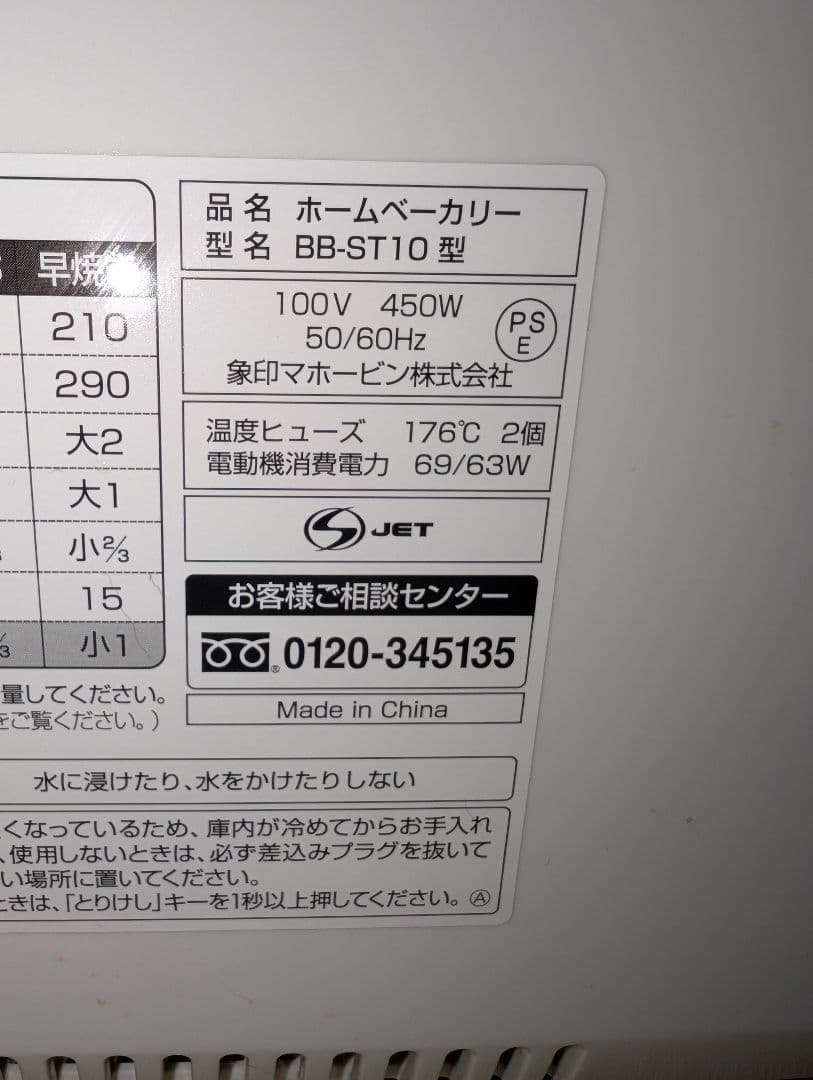 品名 ホームベーカリー
型名 BB-ST10 型
100V 450W
50/60Hz
PS
E
象印マホービン株式会社
温度ヒューズ 176℃ 2個
電動機消費電力 69/63W
S JET
お客様ご相談センター
0120-345135
Made in China
早焼
210
290
大2
大1
小⅔
15
小1
量してください。
をご覧ください。)
水に浸けたり、水をかけたりしない
くなっているため、庫内が冷めてからお手入れ
、使用しないときは、必ず差込みプラグを抜いて
い場所に置いてください。
ときは、「とりけし」キーを1秒以上押してください。Ⓐ